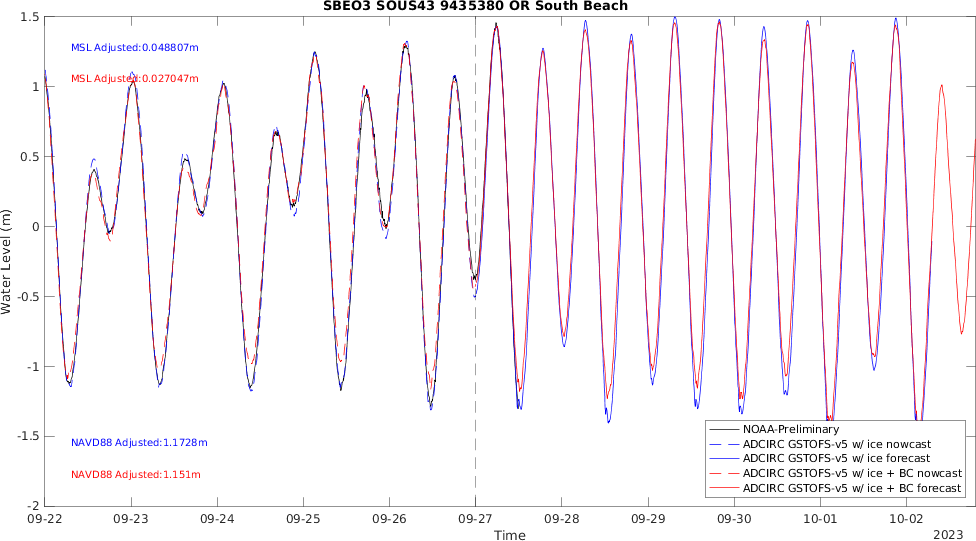 SBEO3 SOUS43 9435380 OR South Beach
1.5
1
0.5
0
-0.5
-1
-1.5
-2
Water Level (m)
MSL Adjusted:0.048807m
MSL Adjusted:0.027047m
NAVD88 Adjusted:1.1728m
NAVD88 Adjusted:1.151m
NOAA-Preliminary
ADCIRC GSTOFS-v5 w/ ice nowcast
ADCIRC GSTOFS-v5 w/ ice forecast
ADCIRC GSTOFS-v5 w/ ice + BC nowcast
ADCIRC GSTOFS-v5 w/ ice + BC forecast
09-22 09-23 09-24 09-25 09-26 09-27 09-28 09-29 09-30 10-01 10-02
Time
2023